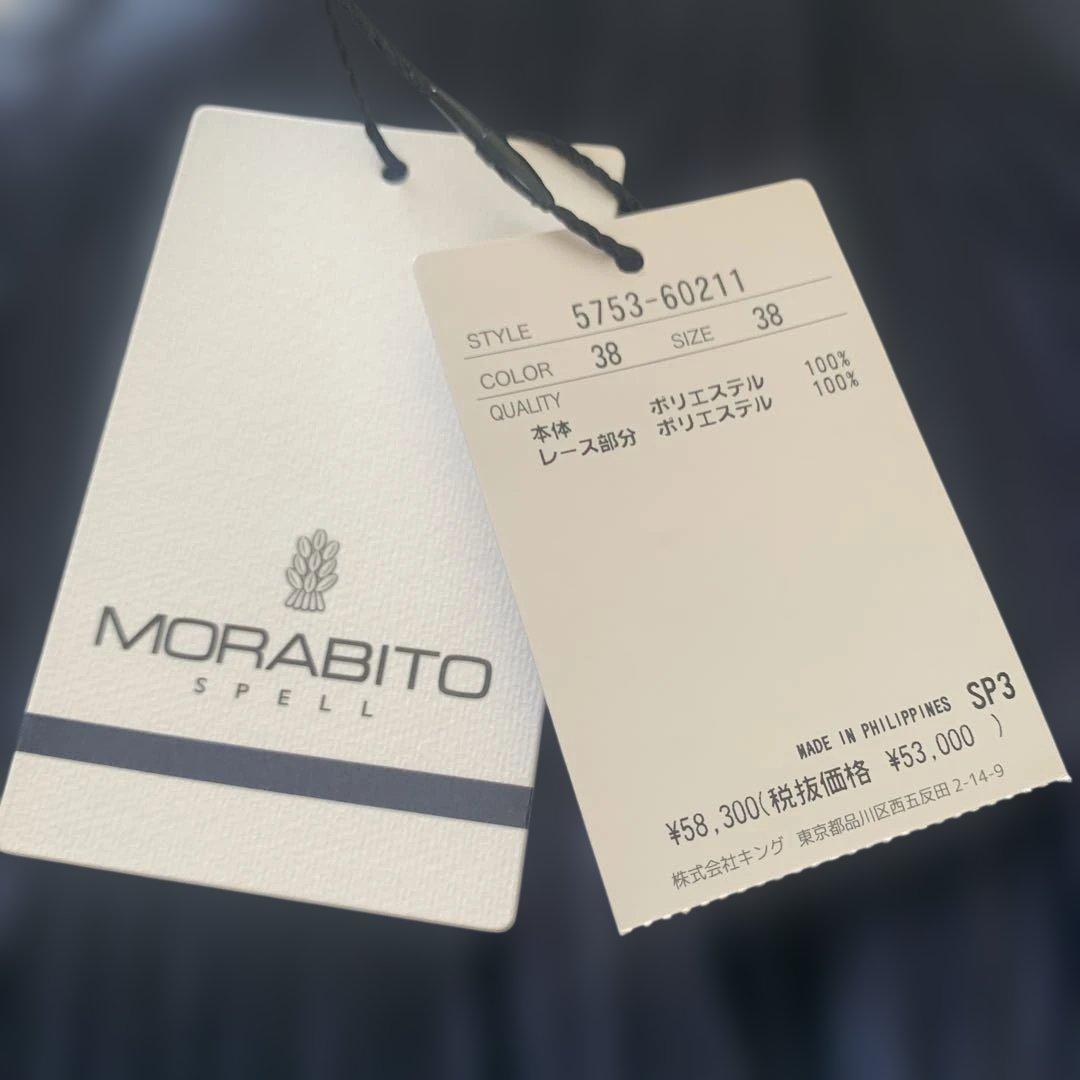 MORABITO
SPELL
STYLE 5753-60211
COLOR 38 SIZE 38
QUALITY
本体 ポリエステル 100%
レース部分 ポリエステル 100%
MADE IN PHILIPPINES SP3
¥58,300(税抜価格 ¥53,000 )
株式会社キング 東京都品川区西五反田 2-14-9